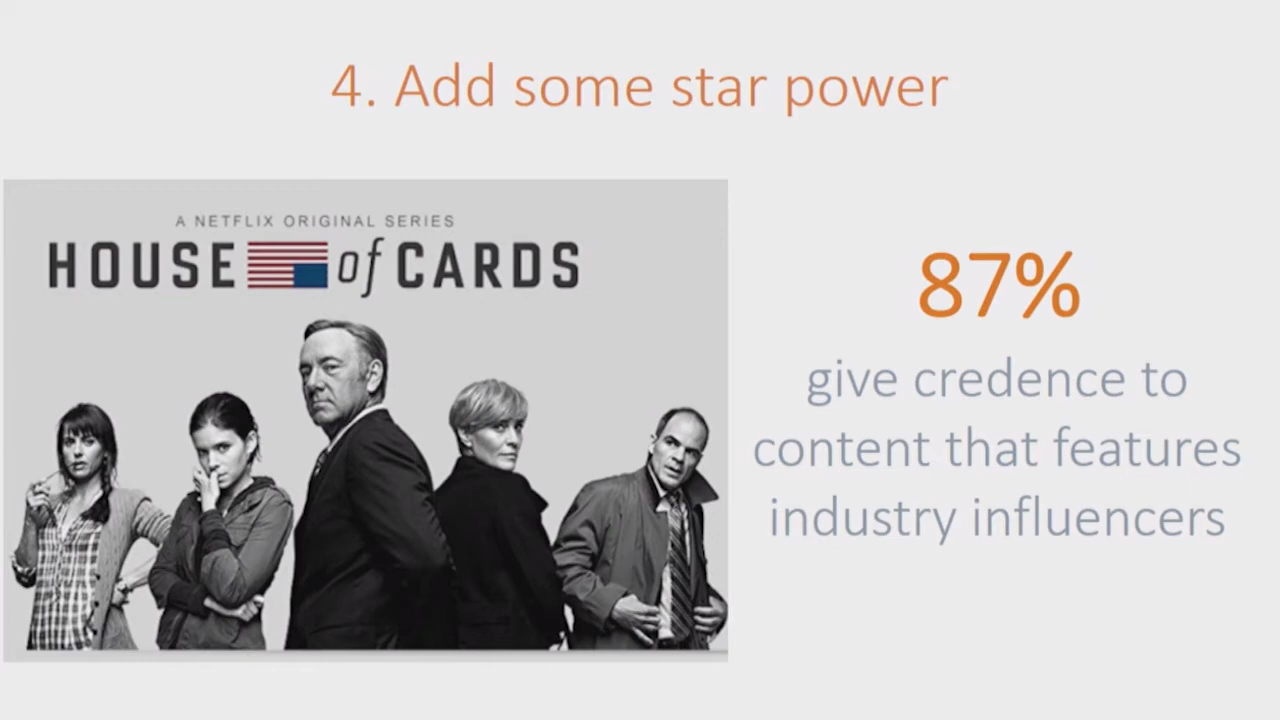 4. Add some star power
A NETFLIX ORIGINAL SERIES
HOUSE of CARDS
87%
give credence to
content that features
industry influencers